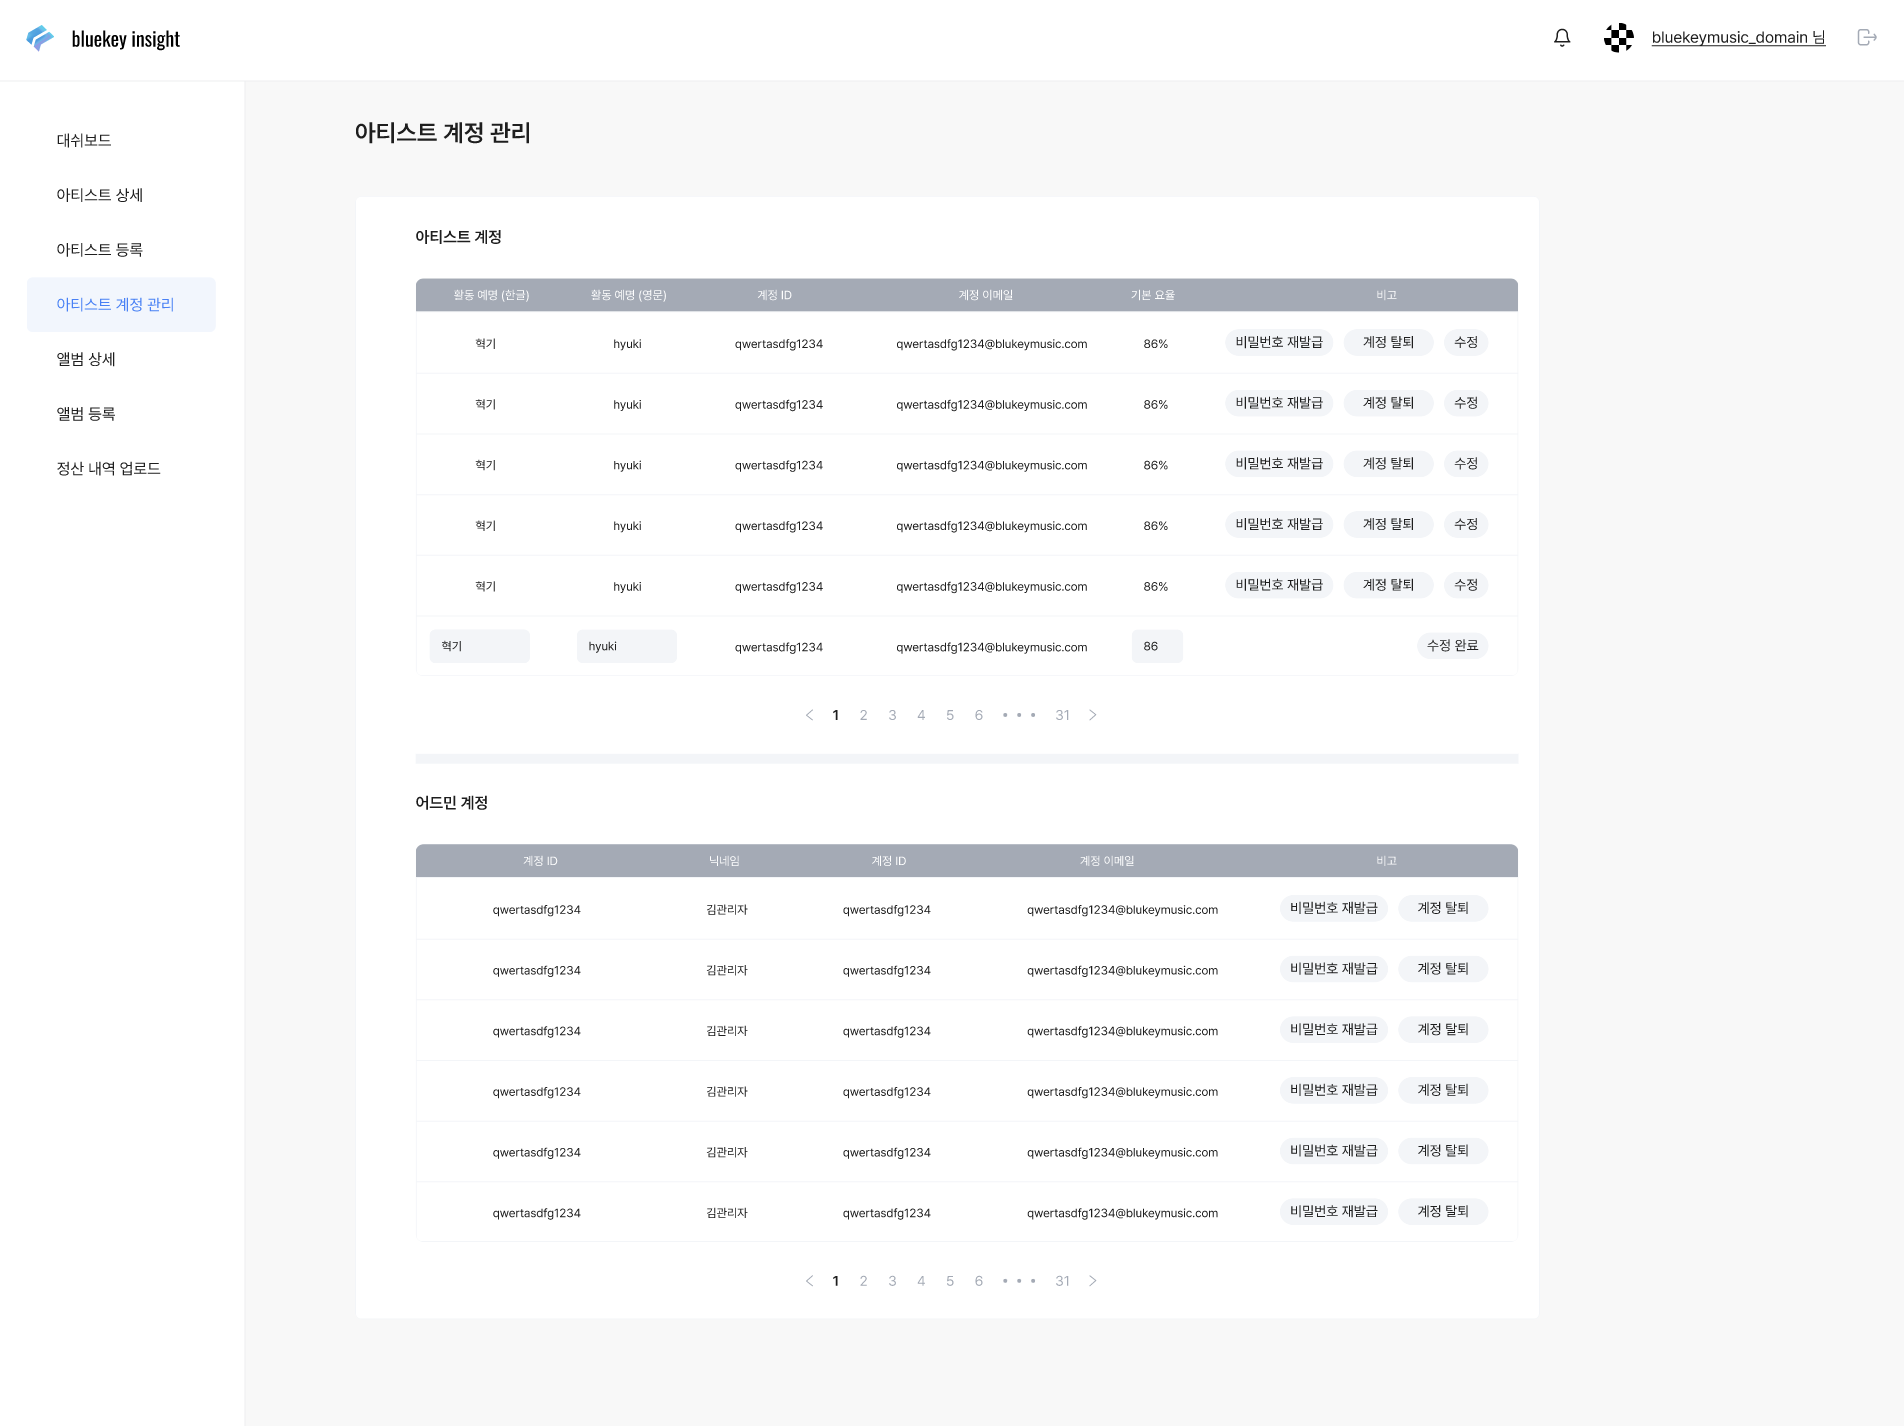 bluekey insight
bluekeymusic_domain 님
대쉬보드
아티스트 상세
아티스트 등록
아티스트 계정 관리
앨범 상세
앨범 등록
정산 내역 업로드
아티스트 계정 관리
아티스트 계정
활동 예명 (한글) 활동 예명 (영문) 계정 ID 계정 이메일 기본 요율 비고
혁기 hyuki qwertasdfg1234 qwertasdfg1234@blukeymusic.com 86% 비밀번호 재발급 계정 탈퇴 수정
혁기 hyuki qwertasdfg1234 qwertasdfg1234@blukeymusic.com 86% 비밀번호 재발급 계정 탈퇴 수정
혁기 hyuki qwertasdfg1234 qwertasdfg1234@blukeymusic.com 86% 비밀번호 재발급 계정 탈퇴 수정
혁기 hyuki qwertasdfg1234 qwertasdfg1234@blukeymusic.com 86% 비밀번호 재발급 계정 탈퇴 수정
혁기 hyuki qwertasdfg1234 qwertasdfg1234@blukeymusic.com 86% 비밀번호 재발급 계정 탈퇴 수정
혁기 hyuki qwertasdfg1234 qwertasdfg1234@blukeymusic.com 86 수정 완료
1 2 3 4 5 6 • • • 31
어드민 계정
계정 ID 닉네임 계정 ID 계정 이메일 비고
qwertasdfg1234 김관리자 qwertasdfg1234 qwertasdfg1234@blukeymusic.com 비밀번호 재발급 계정 탈퇴
qwertasdfg1234 김관리자 qwertasdfg1234 qwertasdfg1234@blukeymusic.com 비밀번호 재발급 계정 탈퇴
qwertasdfg1234 김관리자 qwertasdfg1234 qwertasdfg1234@blukeymusic.com 비밀번호 재발급 계정 탈퇴
qwertasdfg1234 김관리자 qwertasdfg1234 qwertasdfg1234@blukeymusic.com 비밀번호 재발급 계정 탈퇴
qwertasdfg1234 김관리자 qwertasdfg1234 qwertasdfg1234@blukeymusic.com 비밀번호 재발급 계정 탈퇴
qwertasdfg1234 김관리자 qwertasdfg1234 qwertasdfg1234@blukeymusic.com 비밀번호 재발급 계정 탈퇴
1 2 3 4 5 6 • • • 31